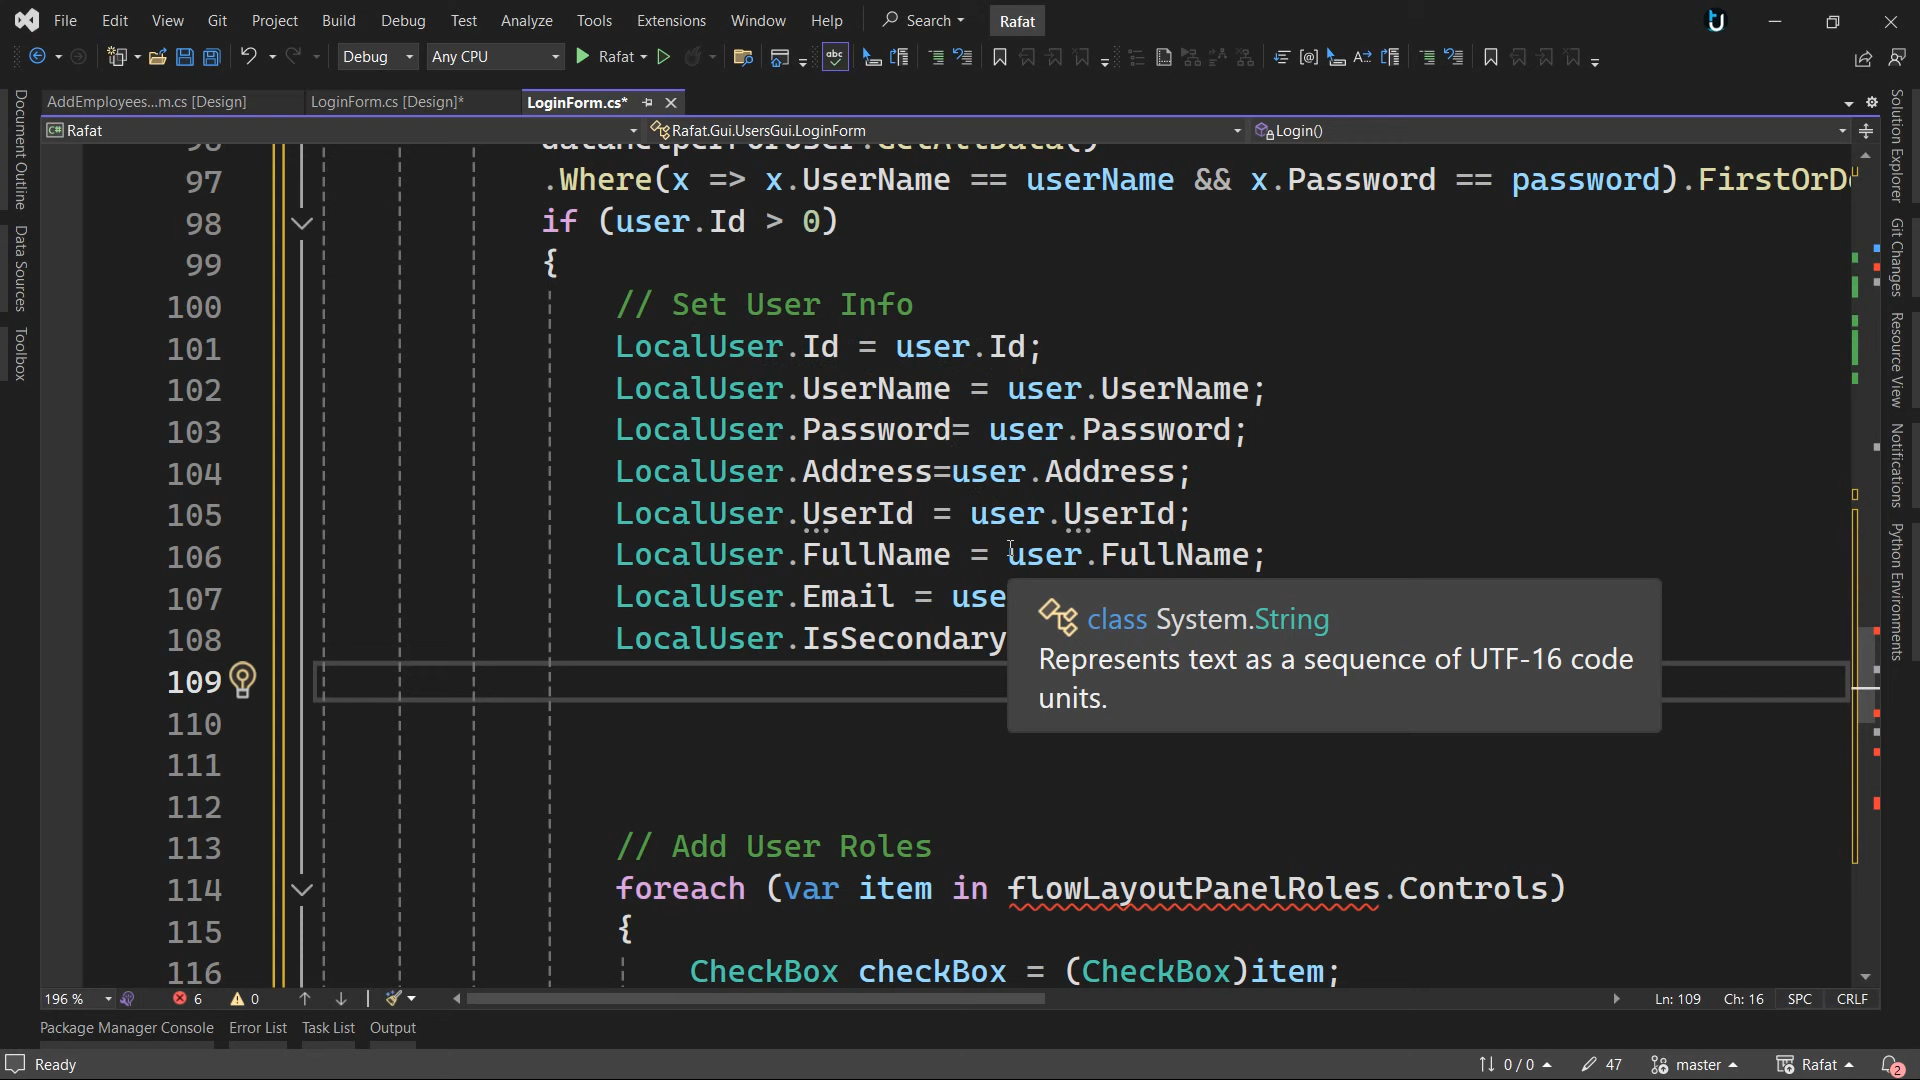 File Edit View Git Project Build Debug Test Analyze Tools Extensions Window Help Search Rafat
Debug Any CPU Rafat
AddEmployees...m.cs [Design] LoginForm.cs [Design]* LoginForm.cs*
C# Rafat Rafat.Gui.UsersGui.LoginForm Login()
97 .Where(x => x.UserName == userName && x.Password == password).FirstOrD
98 if (user.Id > 0)
99 {
100 // Set User Info
101 LocalUser.Id = user.Id;
102 LocalUser.UserName = user.UserName;
103 LocalUser.Password= user.Password;
104 LocalUser.Address=user.Address;
105 LocalUser.UserId = user.UserId;
106 LocalUser.FullName = user.FullName;
107 LocalUser.Email = use
108 LocalUser.IsSecondary
class System.String
Represents text as a sequence of UTF-16 code
units.
109
110
111
112
113 // Add User Roles
114 foreach (var item in flowLayoutPanelRoles.Controls)
115 {
116 CheckBox checkBox = (CheckBox)item;
196 % 6 0 Ln: 109 Ch: 16 SPC CRLF
Package Manager Console Error List Task List Output
Ready 0 / 0 47 master Rafat 2
Document Outline
Data Sources
Toolbox
Solution Explorer
Git Changes
Resource View
Notifications
Python Environments